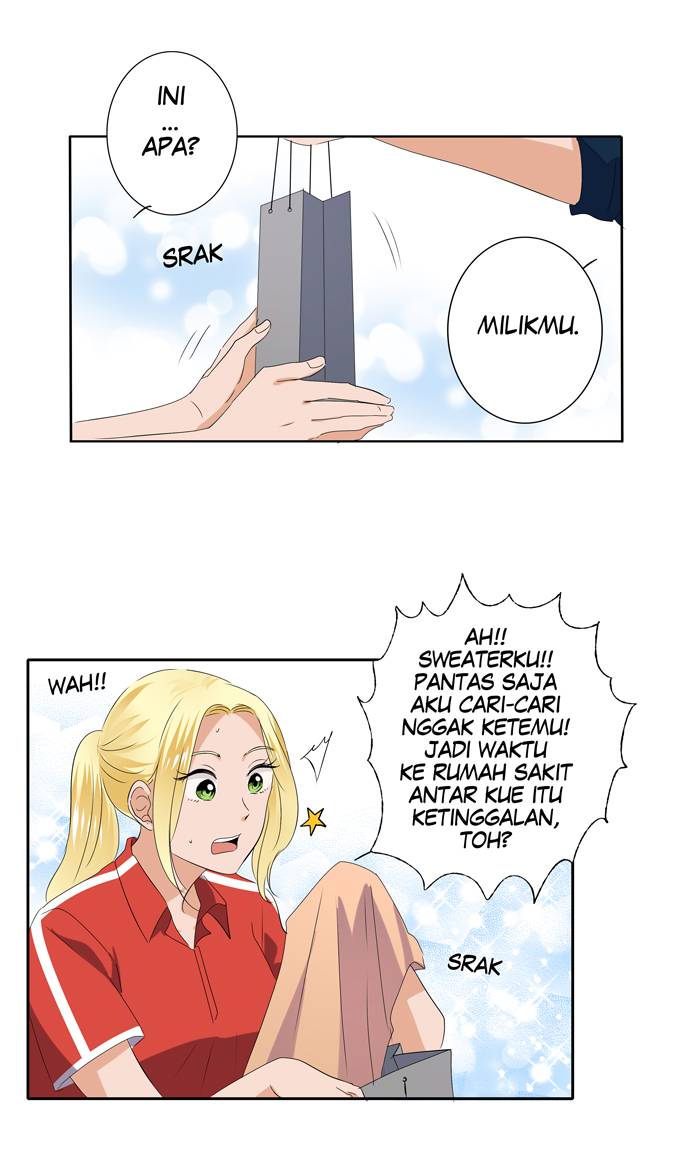 INI
...
APA?
SRAK
MILIKMU.
WAH!!
AH!!
SWEATERKU!!
PANTAS SAJA
AKU CARI-CARI
NGGAK KETEMU!
JADI WAKTU
KE RUMAH SAKIT
ANTAR KUE ITU
KETINGGALAN,
TOH?
SRAK